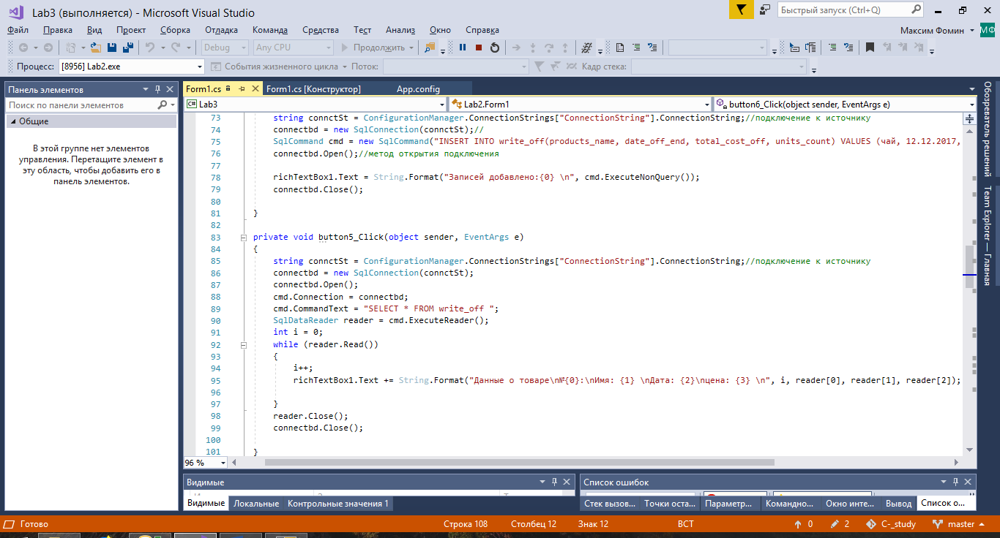 Lab3 (выполняется) - Microsoft Visual Studio
Быстрый запуск (Ctrl+Q)
Файл Правка Вид Проект Сборка Отладка Команда Средства Тест Анализ Окно Справка
Максим Фомин МФ
Debug Any CPU Продолжить
Процесс: [8956] Lab2.exe События жизненного цикла Поток: Кадр стека:
Панель элементов
Поиск по панели элементов
Общие
В этой группе нет элементов
управления. Перетащите элемент в
эту область, чтобы добавить его в
панель элементов.
Form1.cs Form1.cs [Конструктор] App.config
C# Lab3 Lab2.Form1 button6_Click(object sender, EventArgs e)
73 string connctSt = ConfigurationManager.ConnectionStrings["ConnectionString"].ConnectionString;//подключение к источнику
74 connectbd = new SqlConnection(connctSt);//
75 SqlCommand cmd = new SqlCommand("INSERT INTO write_off(products_name, date_off_end, total_cost_off, units_count) VALUES (чай, 12.12.2017,
76 connectbd.Open();//метод открытия подключения
77
78 richTextBox1.Text = String.Format("Записей добавлено:{0} \n", cmd.ExecuteNonQuery());
79 connectbd.Close();
80
81 }
82
83 private void button5_Click(object sender, EventArgs e)
84 {
85 string connctSt = ConfigurationManager.ConnectionStrings["ConnectionString"].ConnectionString;//подключение к источнику
86 connectbd = new SqlConnection(connctSt);
87 connectbd.Open();
88 cmd.Connection = connectbd;
89 cmd.CommandText = "SELECT * FROM write_off ";
90 SqlDataReader reader = cmd.ExecuteReader();
91 int i = 0;
92 while (reader.Read())
93 {
94 i++;
95 richTextBox1.Text += String.Format("Данные о товаре\n№{0}:\nИмя: {1} \nДата: {2}\nцена: {3} \n", i, reader[0], reader[1], reader[2]);
96
97 }
98 reader.Close();
99 connectbd.Close();
100
101 }
96 %
Обозреватель решений
Team Explorer — Главная
Видимые
Видимые Локальные Контрольные значения 1
Список ошибок
Стек вызов... Точки оста... Параметр... Командно... Окно инте... Вывод Список о...
Готово Строка 108 Столбец 12 Знак 12 ВСТ 0 2 C-_study master